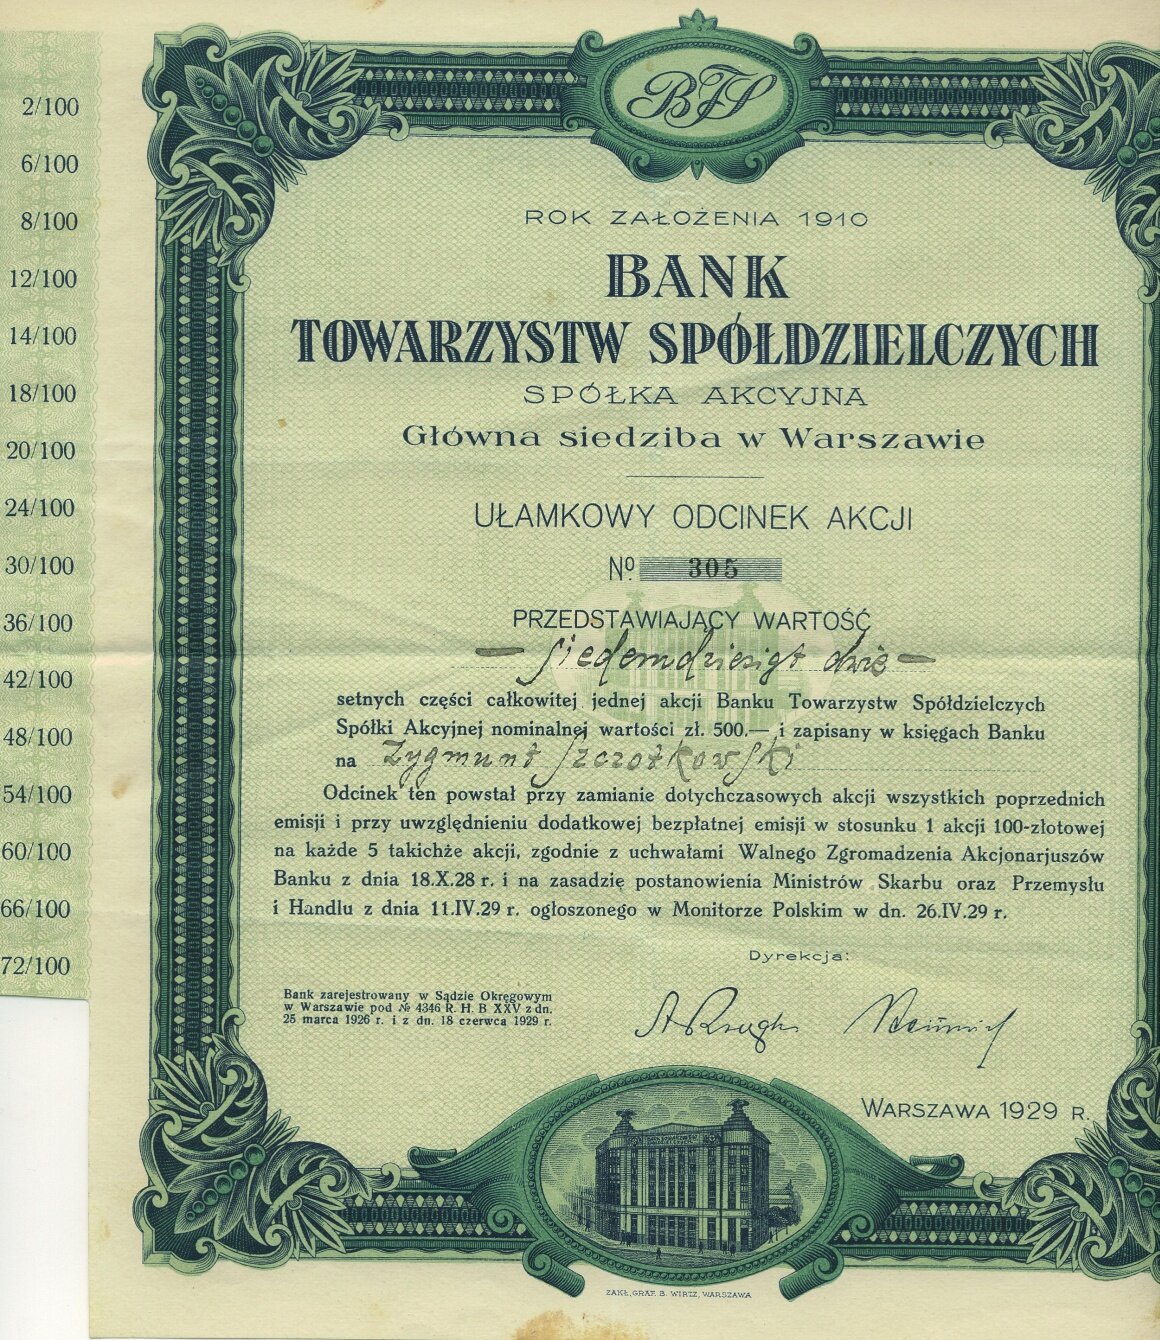 2/100
6/100
8/100
12/100
14/100
18/100
20/100
24/100
30/100
36/100
42/100
48/100
54/100
60/100
66/100
72/100
BTS
ROK ZAŁOŻENIA 1910
BANK
TOWARZYSTW SPÓŁDZIELCZYCH
SPÓŁKA AKCYJNA
Główna siedziba w Warszawie
UŁAMKOWY ODCINEK AKCJI
Nº 305
PRZEDSTAWIAJĄCY WARTOŚĆ
— siedemdziesiąt dwie —
setnych części całkowitej jednej akcji Banku Towarzystw Spółdzielczych
Spółki Akcyjnej nominalnej wartości zł. 500.— i zapisany w księgach Banku
na Zygmunt Szczotkowski
Odcinek ten powstał przy zamianie dotychczasowych akcji wszystkich poprzednich
emisji i przy uwzględnieniu dodatkowej bezpłatnej emisji w stosunku 1 akcji 100-złotowej
na każde 5 takichże akcji, zgodnie z uchwałami Walnego Zgromadzenia Akcjonarjuszów
Banku z dnia 18.X.28 r. i na zasadzię postanowienia Ministrów Skarbu oraz Przemysłu
i Handlu z dnia 11.IV.29 r. ogłoszonego w Monitorze Polskim w dn. 26.IV.29 r.
Dyrekcja:
Bank zarejestrowany w Sądzie Okręgowym
w Warszawie pod № 4346 R. H. B XXV z dn.
25 marca 1926 r. i z dn. 18 czerwca 1929 r.
WARSZAWA 1929 R.
ZAKŁ. GRAF. B. WIRTZ, WARSZAWA